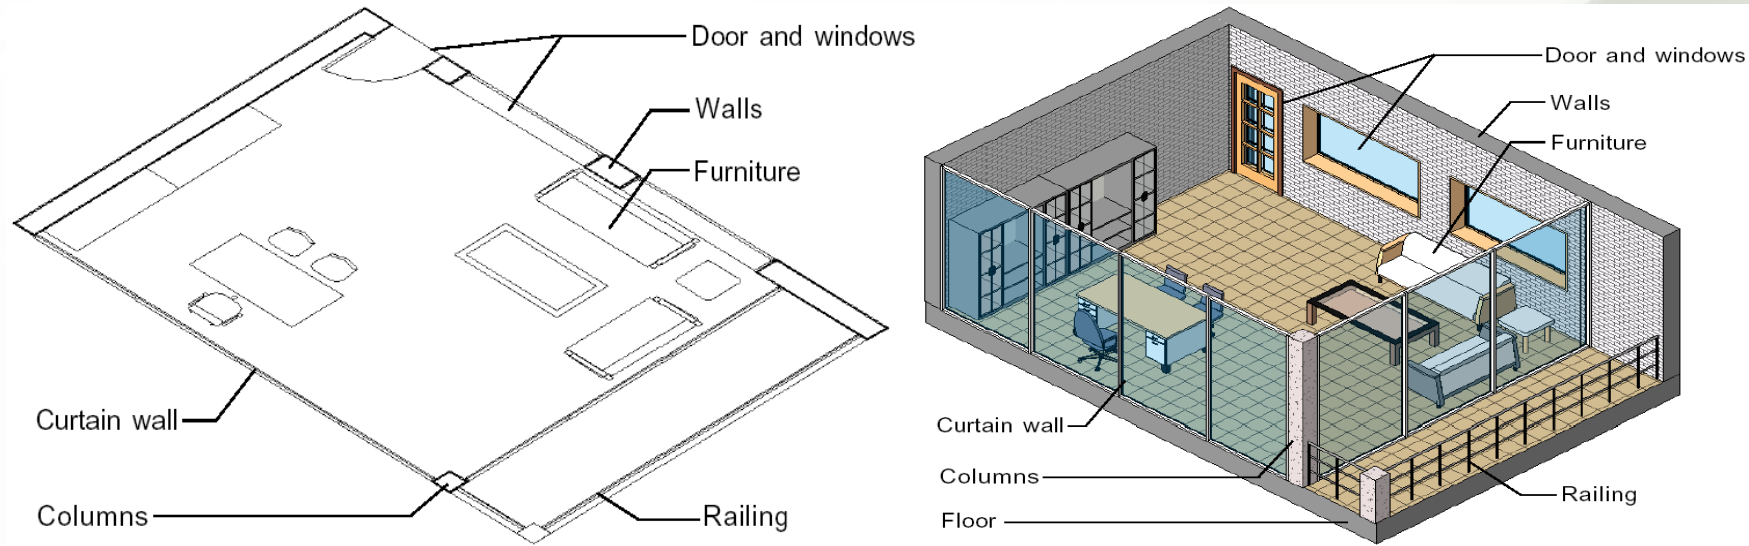 Door and windows
Walls
Furniture
Curtain wall
Columns
Railing
Door and windows
Walls
Furniture
Curtain wall
Columns
Railing
Floor